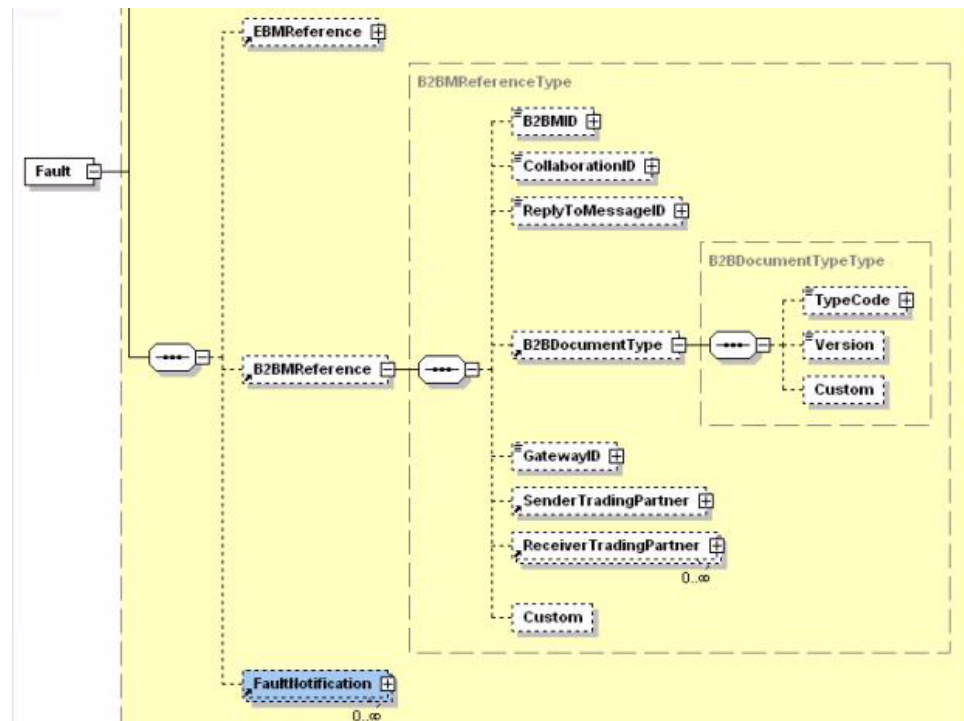 EBMReference
B2BMReferenceType
B2BMID
CollaborationID
Fault
ReplyToMessageID
B2BDocumentTypeType
TypeCode
B2BDocumentType
Version
B2BMReference
Custom
GatewayID
SenderTradingPartner
ReceiverTradingPartner
0..∞
Custom
FaultNotification
0..∞